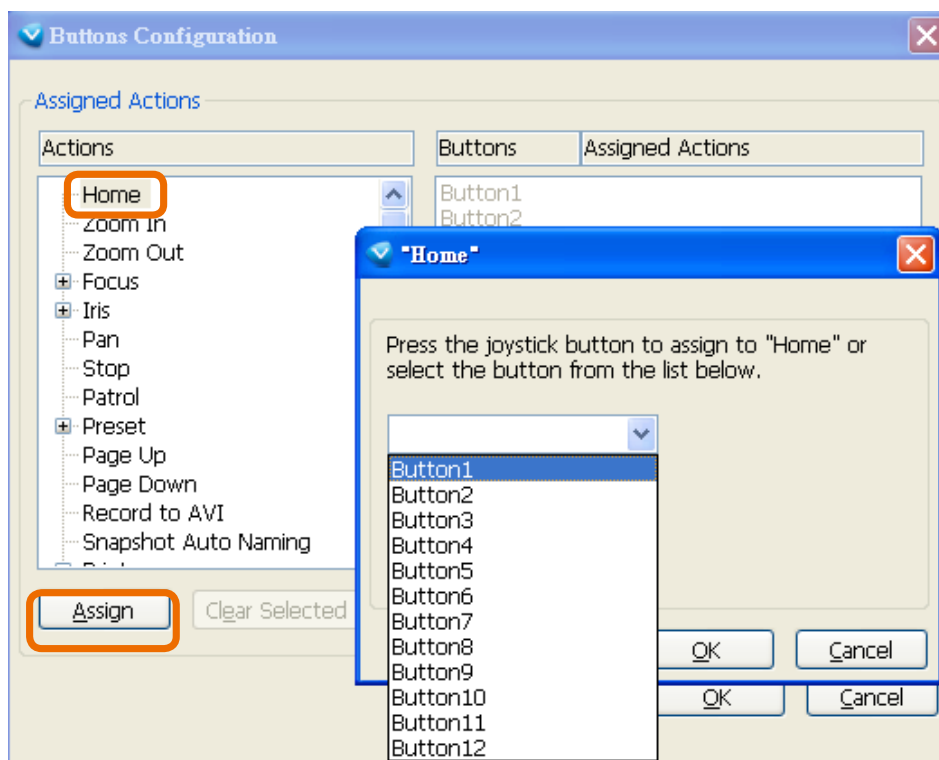 Buttons Configuration
Assigned Actions
Actions
Buttons
Assigned Actions
Home
Zoom In
Zoom Out
Focus
Iris
Pan
Stop
Patrol
Preset
Page Up
Page Down
Record to AVI
Snapshot Auto Naming
Button1
Button2
Assign
Clear Selected
"Home"
Press the joystick button to assign to "Home" or
select the button from the list below.
Button1
Button2
Button3
Button4
Button5
Button6
Button7
Button8
Button9
Button10
Button11
Button12
OK
Cancel
OK
Cancel